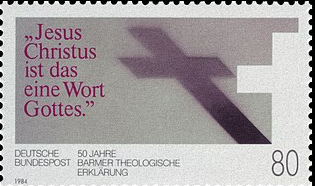 „Jesus
Christus
ist das
eine Wort
Gottes.”
DEUTSCHE
BUNDESPOST
50 JAHRE
BARMER THEOLOGISCHE
ERKLÄRUNG
80
1984